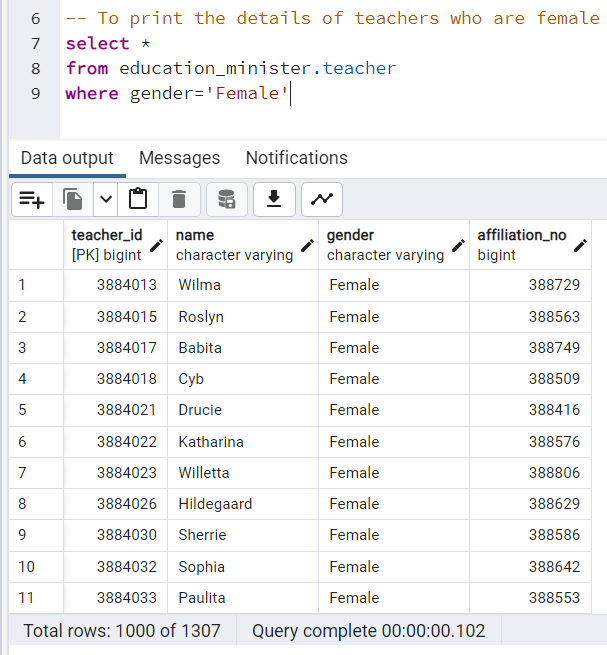 6 -- To print the details of teachers who are female
7 select *
8 from education_minister.teacher
9 where gender='Female'
Data output Messages Notifications
teacher_id name gender affiliation_no
[PK] bigint character varying character varying bigint
1 3884013 Wilma Female 388729
2 3884015 Roslyn Female 388563
3 3884017 Babita Female 388749
4 3884018 Cyb Female 388509
5 3884021 Drucie Female 388416
6 3884022 Katharina Female 388576
7 3884023 Willetta Female 388806
8 3884026 Hildegaard Female 388629
9 3884030 Sherrie Female 388586
10 3884032 Sophia Female 388642
11 3884033 Paulita Female 388553
Total rows: 1000 of 1307 Query complete 00:00:00.102